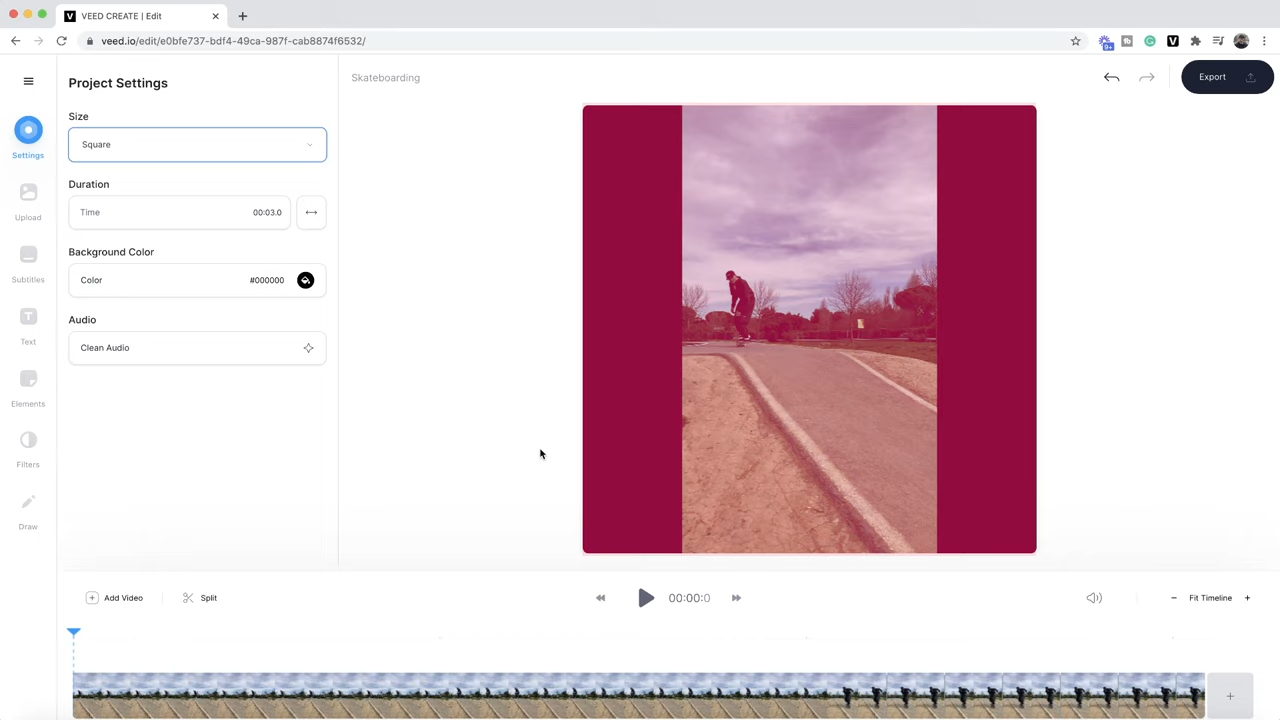 VEED CREATE | Edit
veed.io/edit/e0bfe737-bdf4-49ca-987f-cab8874f6532/
9+
Project Settings
Skateboarding
Export
Size
Square
Settings
Duration
Time 00:03.0
Upload
Background Color
Color #000000
Subtitles
Audio
Text
Clean Audio
Elements
Filters
Draw
Add Video
Split
00:00:0
Fit Timeline